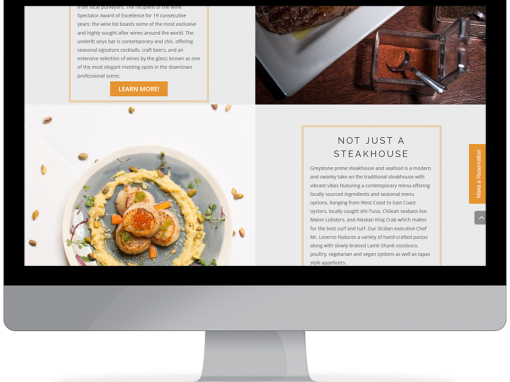 from local purveyors. The recipient of the Wine
Spectator Award of Excellence for 19 consecutive
years; the wine list boasts some of the most exclusive
and highly sought after wines around the world. The
underlit onyx bar is contemporary and chic, offering
seasonal signature cocktails, craft beers, and an
extensive selection of wines by the glass; known as one
of the most elegant meeting spots in the downtown
professional scene.
LEARN MORE!
NOT JUST A
STEAKHOUSE
Greystone prime steakhouse and seafood is a modern
and swanky take on the traditional steakhouse with
vibrant vibes featuring a contemporary menu offering
locally sourced ingredients and seasonal menu
options. Ranging from West Coast to East Coast
oysters, locally-caught Ahi-Tuna, Chilean seabass live
Maine Lobsters, and Alaskan King Crab which makes
for the best surf and turf. Our Sicilian executive Chef
Mr. Loverso features a variety of hand-crafted pastas
along with slowly-braised Lamb Shank ossobuco,
poultry, vegetarian and vegan options as well as tapas
style appetizers.
Make a Reservation